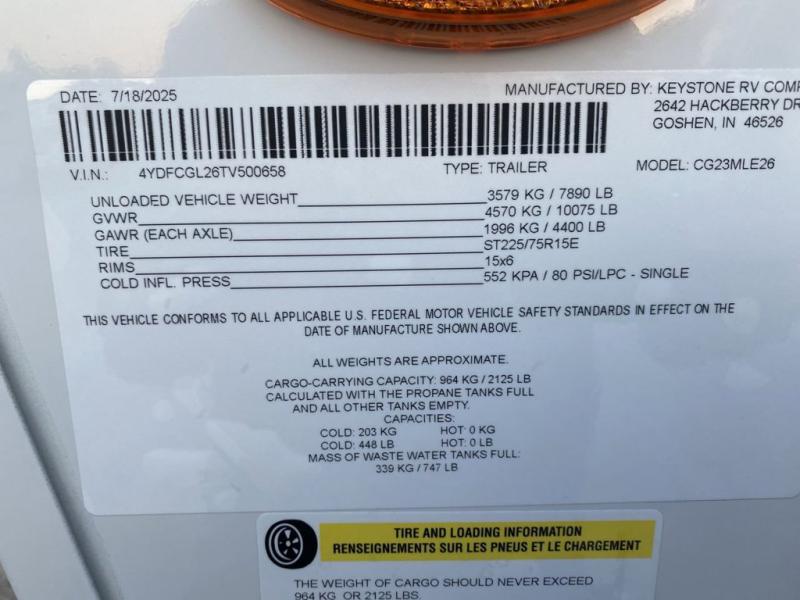 DATE: 7/18/2025
MANUFACTURED BY: KEYSTONE RV COMP
2642 HACKBERRY DR
GOSHEN, IN 46526
V.I.N.: 4YDFCGL26TV500658 TYPE: TRAILER MODEL: CG23MLE26
UNLOADED VEHICLE WEIGHT 3579 KG / 7890 LB
GVWR 4570 KG / 10075 LB
GAWR (EACH AXLE) 1996 KG / 4400 LB
TIRE ST225/75R15E
RIMS 15x6
COLD INFL. PRESS 552 KPA / 80 PSI/LPC - SINGLE
THIS VEHICLE CONFORMS TO ALL APPLICABLE U.S. FEDERAL MOTOR VEHICLE SAFETY STANDARDS IN EFFECT ON THE
DATE OF MANUFACTURE SHOWN ABOVE.
ALL WEIGHTS ARE APPROXIMATE.
CARGO-CARRYING CAPACITY: 964 KG / 2125 LB
CALCULATED WITH THE PROPANE TANKS FULL
AND ALL OTHER TANKS EMPTY.
CAPACITIES:
COLD: 203 KG HOT: 0 KG
COLD: 448 LB HOT: 0 LB
MASS OF WASTE WATER TANKS FULL:
339 KG / 747 LB
TIRE AND LOADING INFORMATION
RENSEIGNEMENTS SUR LES PNEUS ET LE CHARGEMENT
THE WEIGHT OF CARGO SHOULD NEVER EXCEED
964 KG OR 2125 LBS.